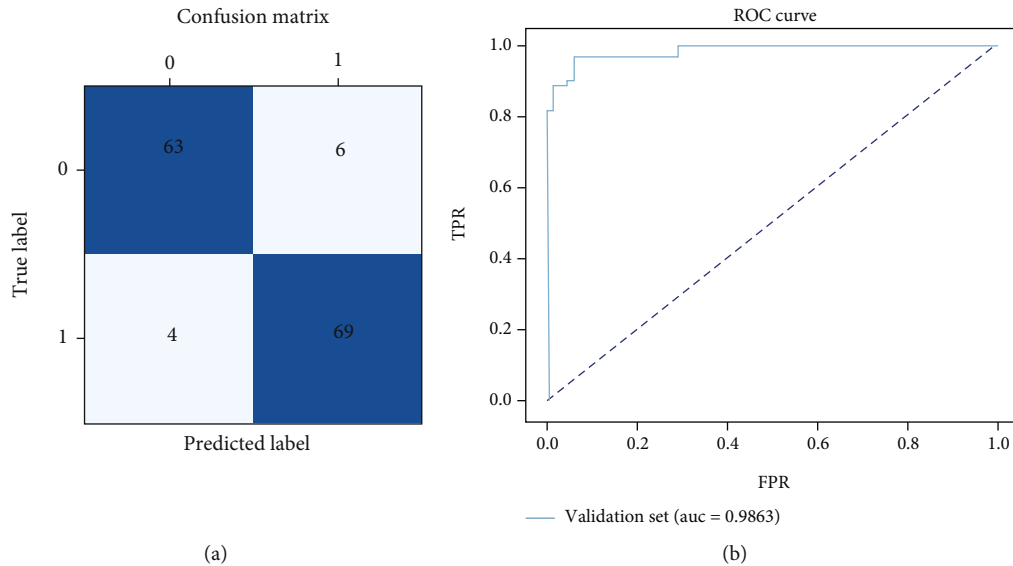 Confusion matrix
0 1
0 63 6
1 4 69
True label
Predicted label
(a)
ROC curve
1.0
0.8
0.6
0.4
0.2
0.0
TPR
0.0 0.2 0.4 0.6 0.8 1.0
FPR
Validation set (auc = 0.9863)
(b)